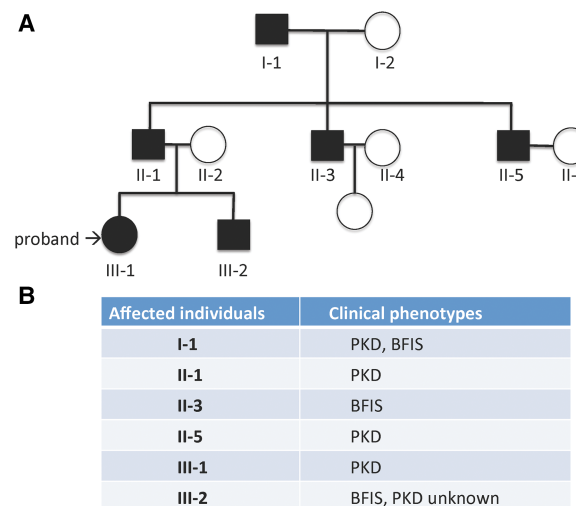 A
I-1 I-2
II-1 II-2 II-3 II-4 II-5 II-
proband →
III-1 III-2
B
Affected individuals Clinical phenotypes
I-1 PKD, BFIS
II-1 PKD
II-3 BFIS
II-5 PKD
III-1 PKD
III-2 BFIS, PKD unknown